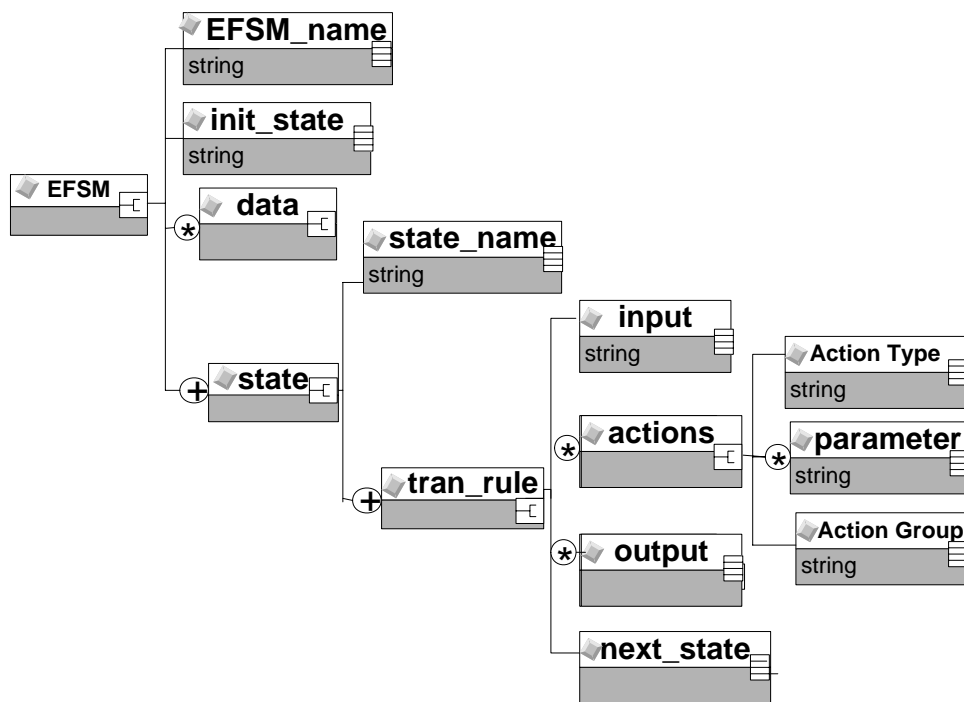 EFSM_name
string
init_state
string
EFSM
data
*
state_name
string
state
+
input
string
Action Type
string
actions
*
parameter
*
string
tran_rule
+
Action Group
string
output
*
next_state